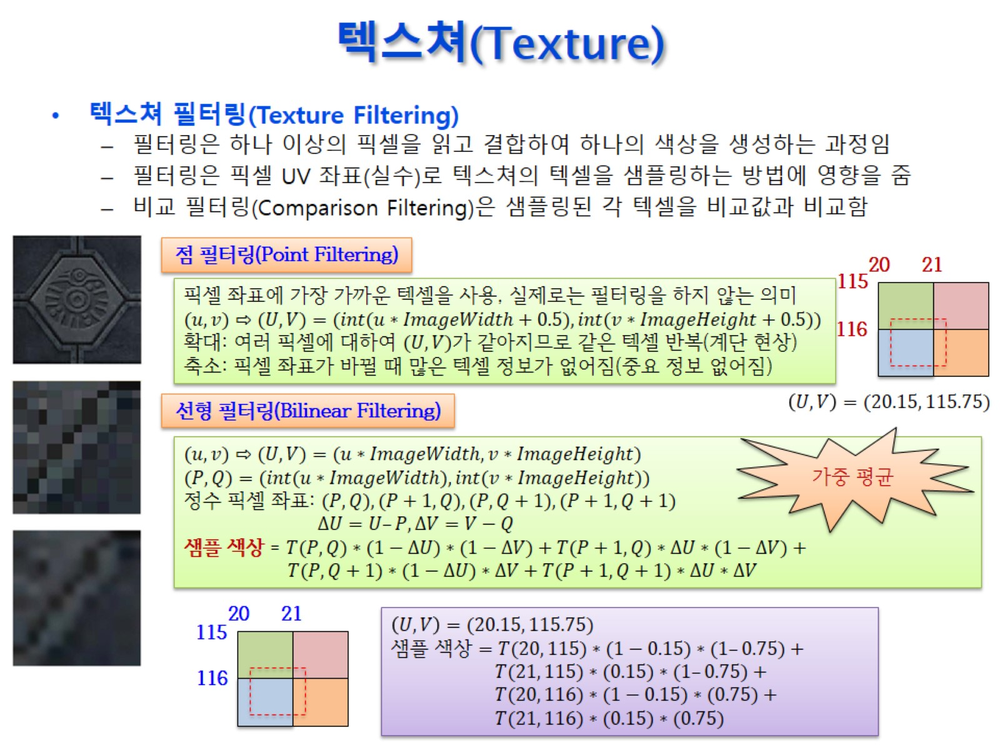 텍스쳐(Texture)
• 텍스쳐 필터링(Texture Filtering)
– 필터링은 하나 이상의 픽셀을 읽고 결합하여 하나의 색상을 생성하는 과정임
– 필터링은 픽셀 UV 좌표(실수)로 텍스쳐의 텍셀을 샘플링하는 방법에 영향을 줌
– 비교 필터링(Comparison Filtering)은 샘플링된 각 텍셀을 비교값과 비교함
점 필터링(Point Filtering)
픽셀 좌표에 가장 가까운 텍셀을 사용, 실제로는 필터링을 하지 않는 의미
(u, v) ⇨ (U, V) = (int(u * ImageWidth + 0.5), int(v * ImageHeight + 0.5))
확대: 여러 픽셀에 대하여 (U, V)가 같아지므로 같은 텍셀 반복(계단 현상)
축소: 픽셀 좌표가 바뀔 때 많은 텍셀 정보가 없어짐(중요 정보 없어짐)
20 21
115
116
(U, V) = (20.15, 115.75)
선형 필터링(Bilinear Filtering)
(u, v) ⇨ (U, V) = (u * ImageWidth, v * ImageHeight)
(P, Q) = (int(u * ImageWidth), int(v * ImageHeight))
정수 픽셀 좌표: (P, Q), (P + 1, Q), (P, Q + 1), (P + 1, Q + 1)
ΔU = U– P, ΔV = V − Q
샘플 색상 = T(P, Q) * (1 − ΔU) * (1 − ΔV) + T(P + 1, Q) * ΔU * (1 − ΔV) +
T(P, Q + 1) * (1 − ΔU) * ΔV + T(P + 1, Q + 1) * ΔU * ΔV
가중 평균
20 21
115
116
(U, V) = (20.15, 115.75)
샘플 색상 = T(20, 115) * (1 − 0.15) * (1– 0.75) +
T(21, 115) * (0.15) * (1– 0.75) +
T(20, 116) * (1 − 0.15) * (0.75) +
T(21, 116) * (0.15) * (0.75)